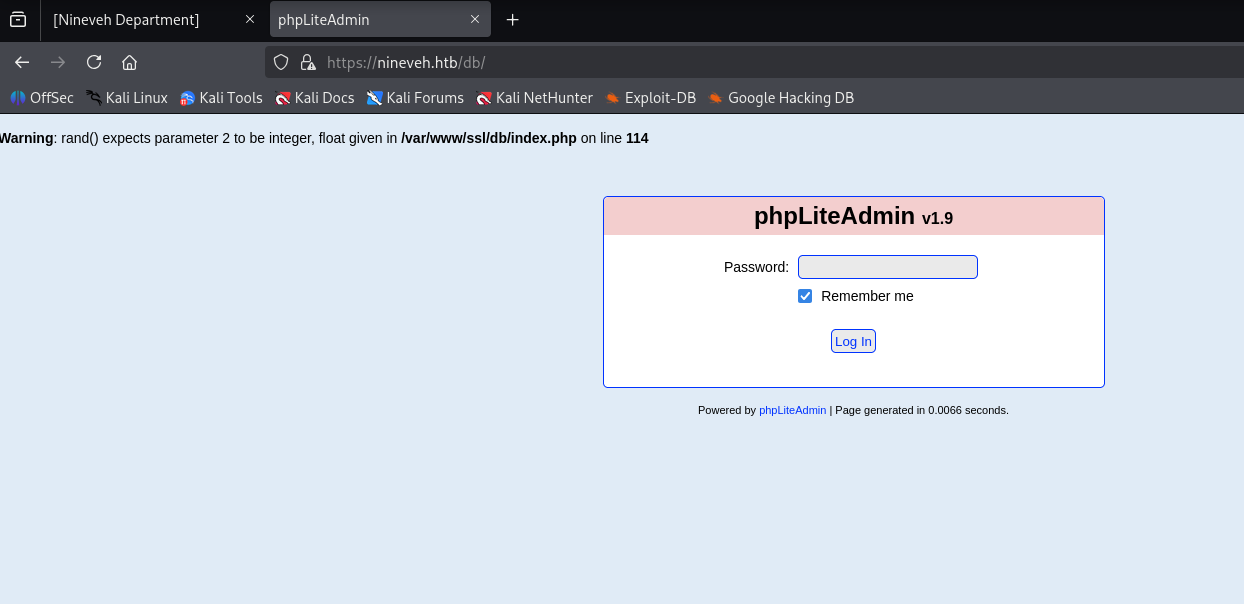 [Nineveh Department]
phpLiteAdmin
https://nineveh.htb/db/
OffSec Kali Linux Kali Tools Kali Docs Kali Forums Kali NetHunter Exploit-DB Google Hacking DB
Warning: rand() expects parameter 2 to be integer, float given in /var/www/ssl/db/index.php on line 114
phpLiteAdmin v1.9
Password:
Remember me
Log In
Powered by phpLiteAdmin | Page generated in 0.0066 seconds.